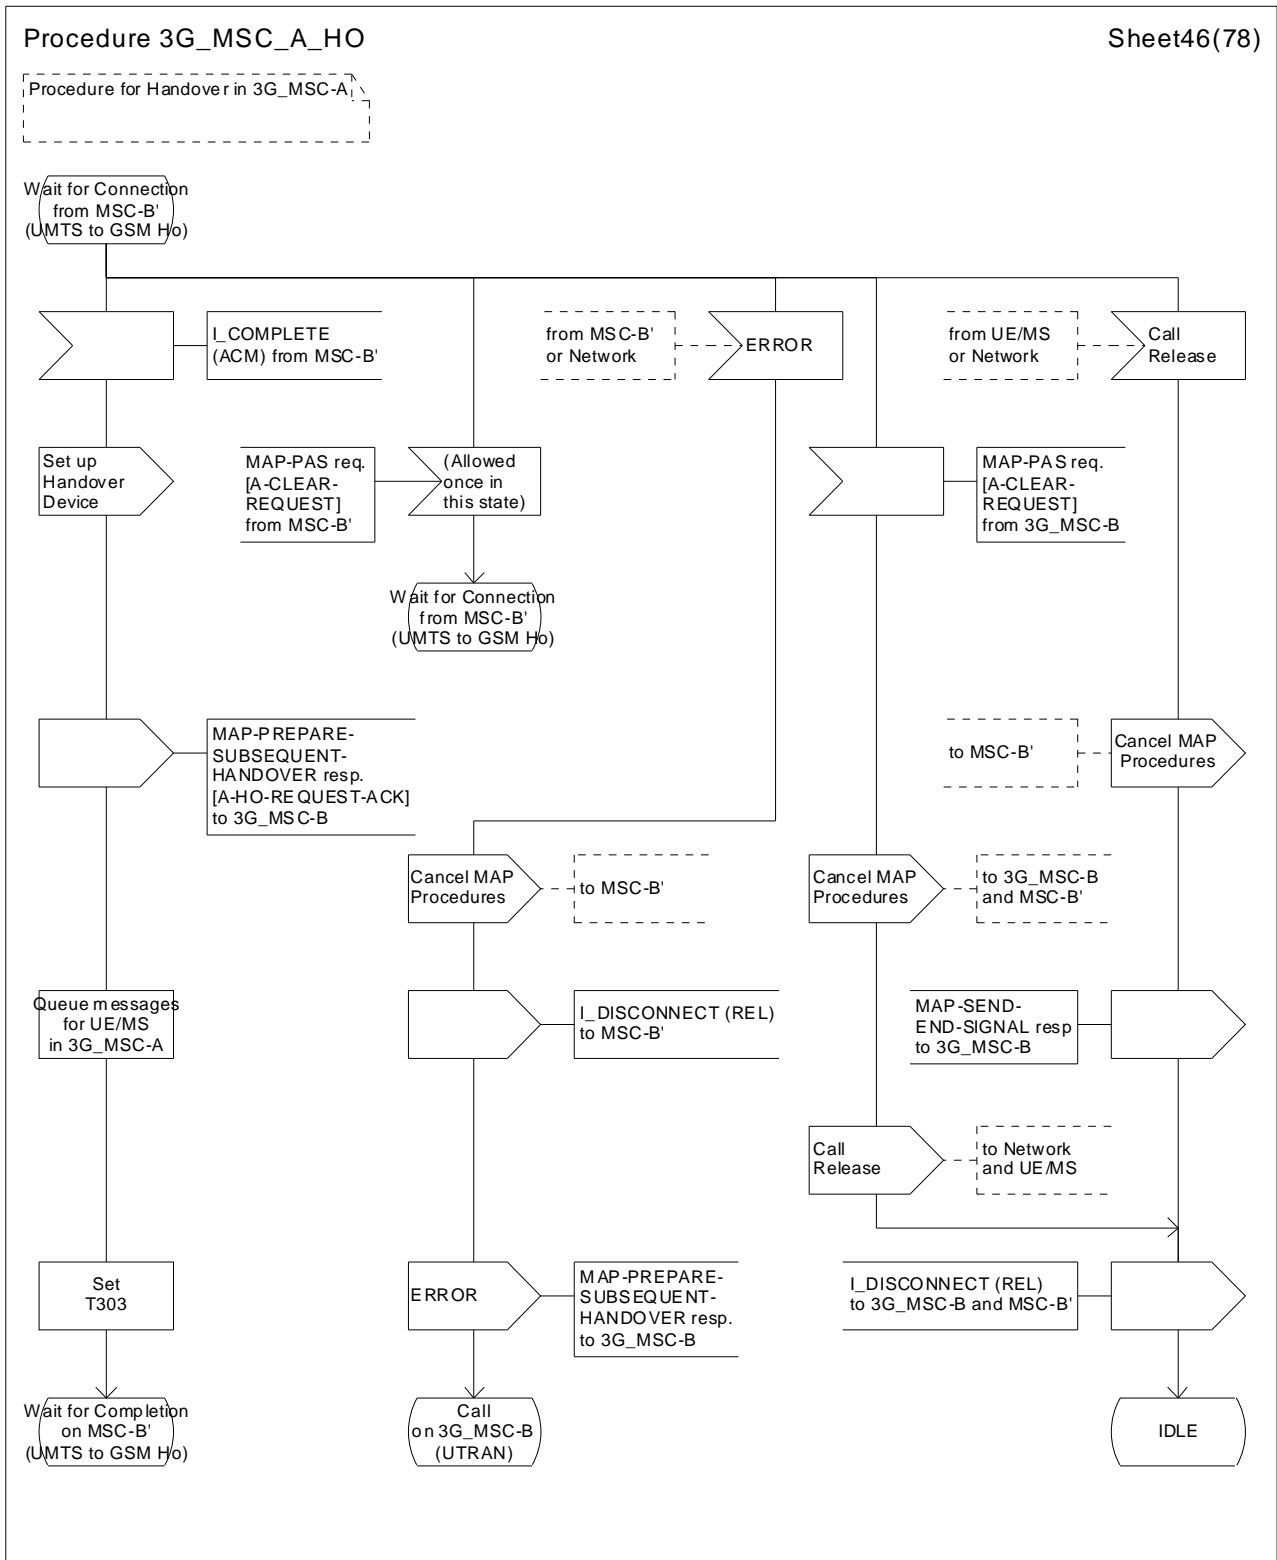 Procedure 3G_MSC_A_HO
Sheet46(78)
Procedure for Handover in 3G_MSC-A
Wait for Connection
from MSC-B'
(UMTS to GSM Ho)
I_COMPLETE
(ACM) from MSC-B'
from MSC-B'
or Network
ERROR
from UE/MS
or Network
Call
Release
Set up
Handover
Device
MAP-PAS req.
[A-CLEAR-
REQUEST]
from MSC-B'
(Allowed
once in
this state)
MAP-PAS req.
[A-CLEAR-
REQUEST]
from 3G_MSC-B
Wait for Connection
from MSC-B'
(UMTS to GSM Ho)
MAP-PREPARE-
SUBSEQUENT-
HANDOVER resp.
[A-HO-REQUEST-ACK]
to 3G_MSC-B
to MSC-B'
Cancel MAP
Procedures
Cancel MAP
Procedures
to MSC-B'
Cancel MAP
Procedures
to 3G_MSC-B
and MSC-B'
Queue messages
for UE/MS
in 3G_MSC-A
I_DISCONNECT (REL)
to MSC-B'
MAP-SEND-
END-SIGNAL resp
to 3G_MSC-B
Call
Release
to Network
and UE/MS
Set
T303
ERROR
MAP-PREPARE-
SUBSEQUENT-
HANDOVER resp.
to 3G_MSC-B
I_DISCONNECT (REL)
to 3G_MSC-B and MSC-B'
Wait for Completion
on MSC-B'
(UMTS to GSM Ho)
Call
on 3G_MSC-B
(UTRAN)
IDLE